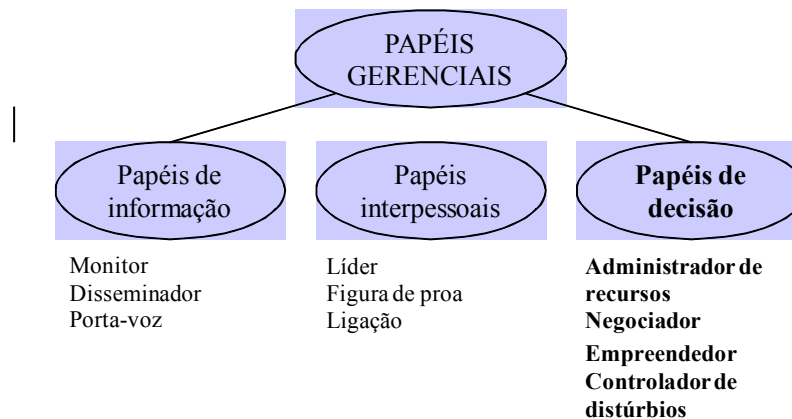 PAPÉIS
GERENCIAIS
Papéis de
informação
Papéis
interpessoais
Papéis de
decisão
Monitor
Disseminador
Porta-voz
Líder
Figura de proa
Ligação
Administrador de
recursos
Negociador
Empreendedor
Controlador de
distúrbios